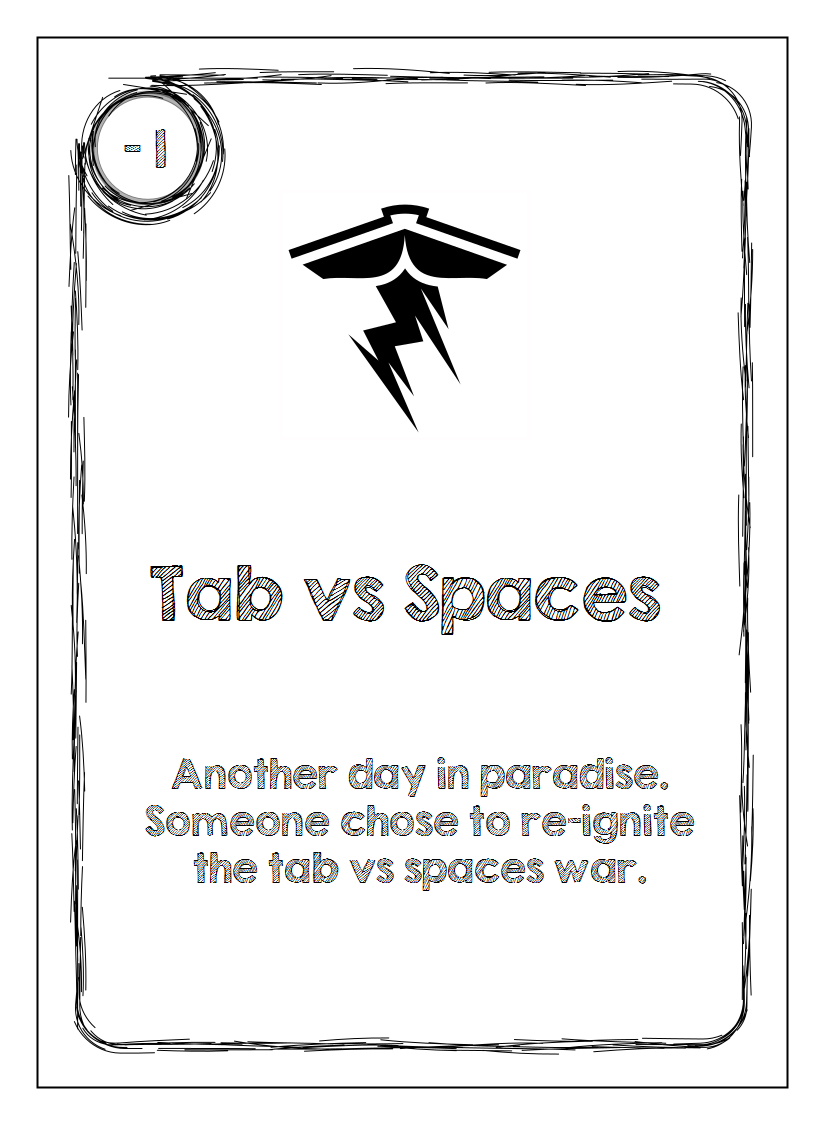 -1
Tab vs Spaces
Another day in paradise.
Someone chose to re-ignite
the tab vs spaces war.